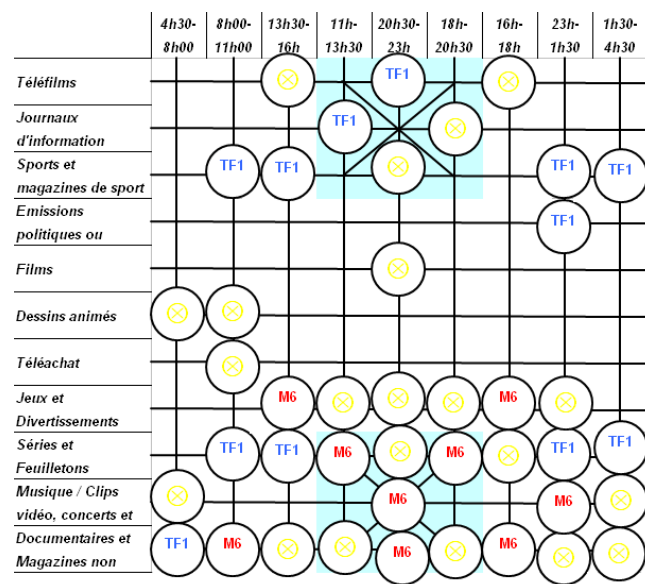 4h30- 8h00- 13h30- 11h- 20h30- 18h- 16h- 23h- 1h30-
8h00 11h00 16h 13h30 23h 20h30 18h 1h30 4h30
Téléfilms TF1
Journaux
d'information TF1
Sports et
magazines de sport TF1 TF1 TF1 TF1
Emissions
politiques ou TF1
Films
Dessins animés
Téléachat
Jeux et
Divertissements M6 M6
Séries et
Feuilletons TF1 TF1 M6 M6 TF1 TF1
Musique / Clips
vidéo, concerts et M6 M6
Documentaires et
Magazines non TF1 M6 M6 M6